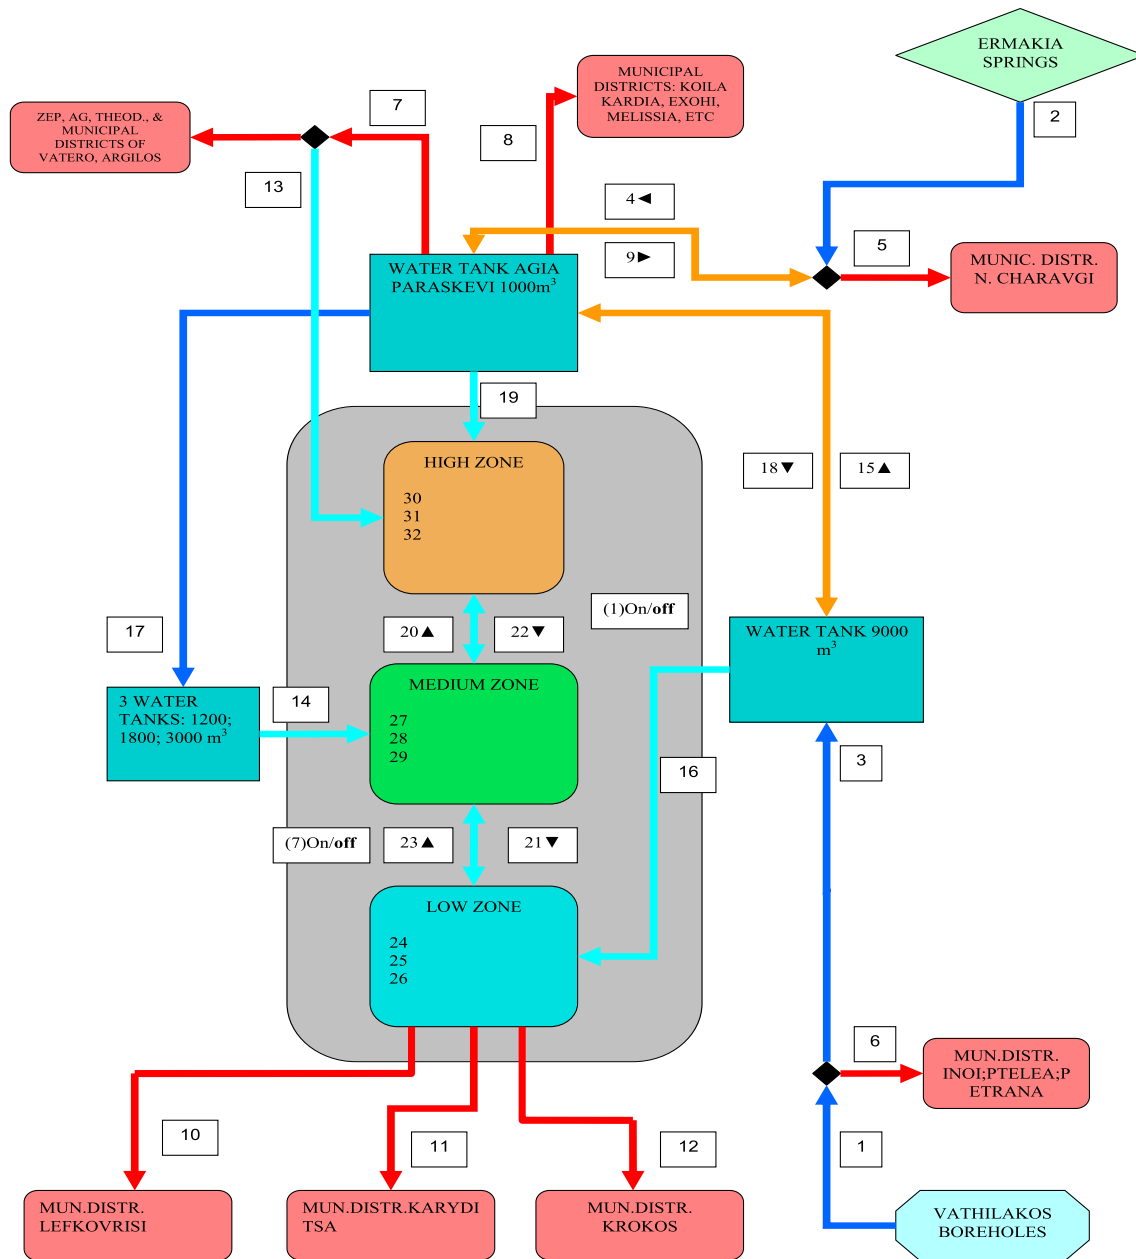 ERMAKIA
SPRINGS
2
MUNICIPAL
DISTRICTS: KOILA
KARDIA, EXOHI,
MELISSIA, ETC
8
7
ZEP, AG, THEOD., &
MUNICIPAL
DISTRICTS OF
VATERO, ARGILOS
13
4◄
9►
5
MUNIC. DISTR.
N. CHARAVGI
WATER TANK AGIA
PARASKEVI 1000m³
19
HIGH ZONE
30
31
32
18▼
15▲
(1)On/off
20▲
22▼
17
WATER TANK 9000
m³
MEDIUM ZONE
27
28
29
3 WATER
TANKS: 1200;
1800; 3000 m³
14
16
3
(7)On/off
23▲
21▼
LOW ZONE
24
25
26
6
MUN.DISTR.
INOI;PTELEA;P
ETRANA
10
11
12
1
MUN.DISTR.
LEFKOVRISI
MUN.DISTR.KARYDI
TSA
MUN.DISTR.
KROKOS
VATHILAKOS
BOREHOLES